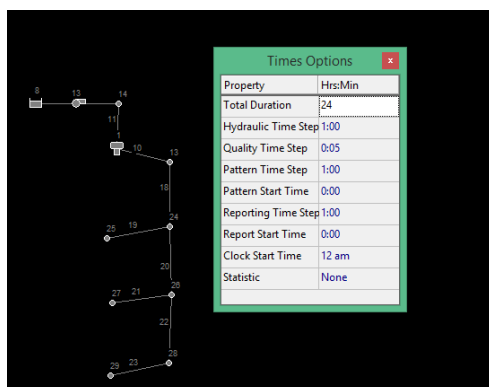 Times Options
x
Property Hrs:Min
Total Duration 24
Hydraulic Time Step 1:00
Quality Time Step 0:05
Pattern Time Step 1:00
Pattern Start Time 0:00
Reporting Time Step 1:00
Report Start Time 0:00
Clock Start Time 12 am
Statistic None
8 13 14
11
1
10 13
18
24
25 19
20
26
27 21
22
28
29 23